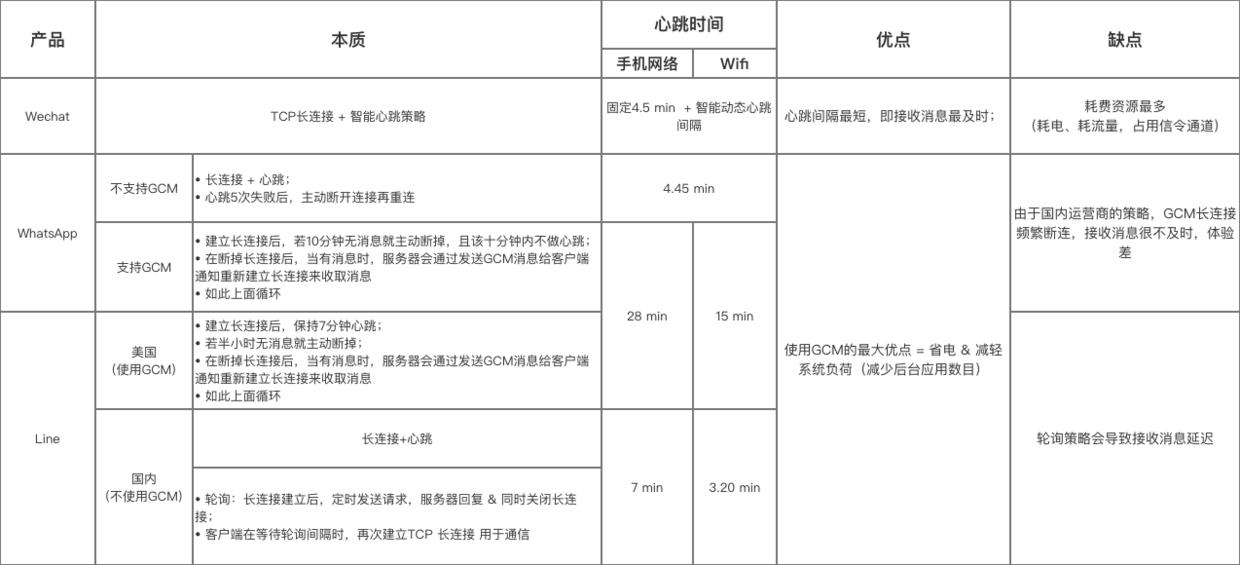 产品
本质
心跳时间
手机网络
Wifi
优点
缺点
Wechat
TCP长连接 + 智能心跳策略
固定4.5 min + 智能动态心跳
间隔
心跳间隔最短，即接收消息最及时；
耗费资源最多
（耗电、耗流量，占用信令通道）
WhatsApp
不支持GCM
• 长连接 + 心跳；
• 心跳5次失败后，主动断开连接再重连
4.45 min
支持GCM
• 建立长连接后，若10分钟无消息就主动断掉，且该十分钟内不做心跳；
• 在断掉长连接后，当有消息时，服务器会通过发送GCM消息给客户端
通知重新建立长连接来收取消息
• 如此上面循环
28 min
15 min
使用GCM的最大优点 = 省电 & 减轻
系统负荷（减少后台应用数目）
由于国内运营商的策略，GCM长连接
频繁断连，接收消息很不及时，体验
差
Line
美国
（使用GCM）
• 建立长连接后，保持7分钟心跳；
• 若半小时无消息就主动断掉；
• 在断掉长连接后，当有消息时，服务器会通过发送GCM消息给客户端
通知重新建立长连接来收取消息
• 如此上面循环
国内
（不使用GCM）
长连接+心跳
• 轮询：长连接建立后，定时发送请求，服务器回复 & 同时关闭长连
接；
• 客户端在等待轮询间隔时，再次建立TCP 长连接 用于通信
7 min
3.20 min
轮询策略会导致接收消息延迟